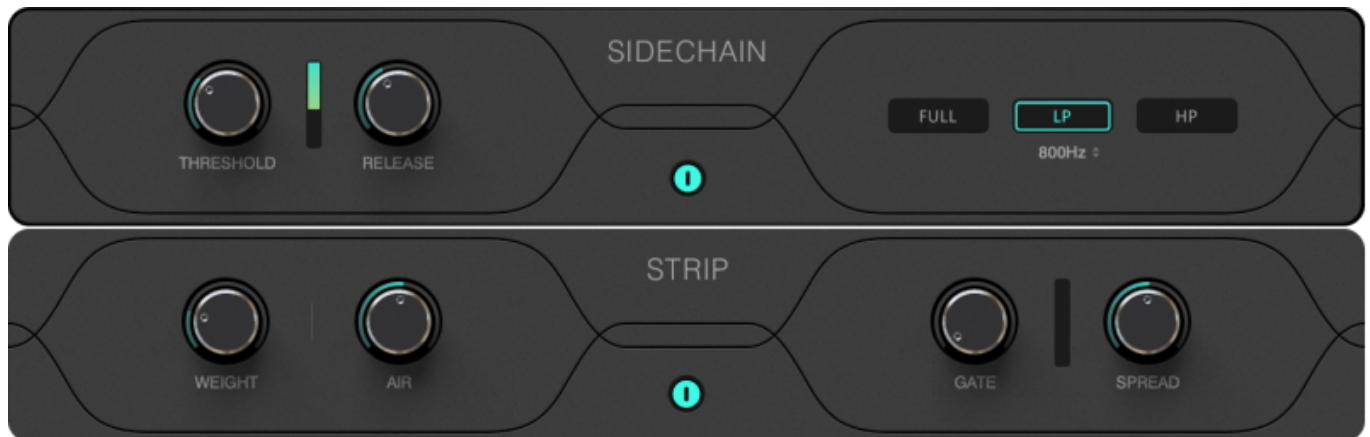 SIDECHAIN
THRESHOLD
RELEASE
FULL
LP
HP
800Hz
STRIP
WEIGHT
AIR
GATE
SPREAD